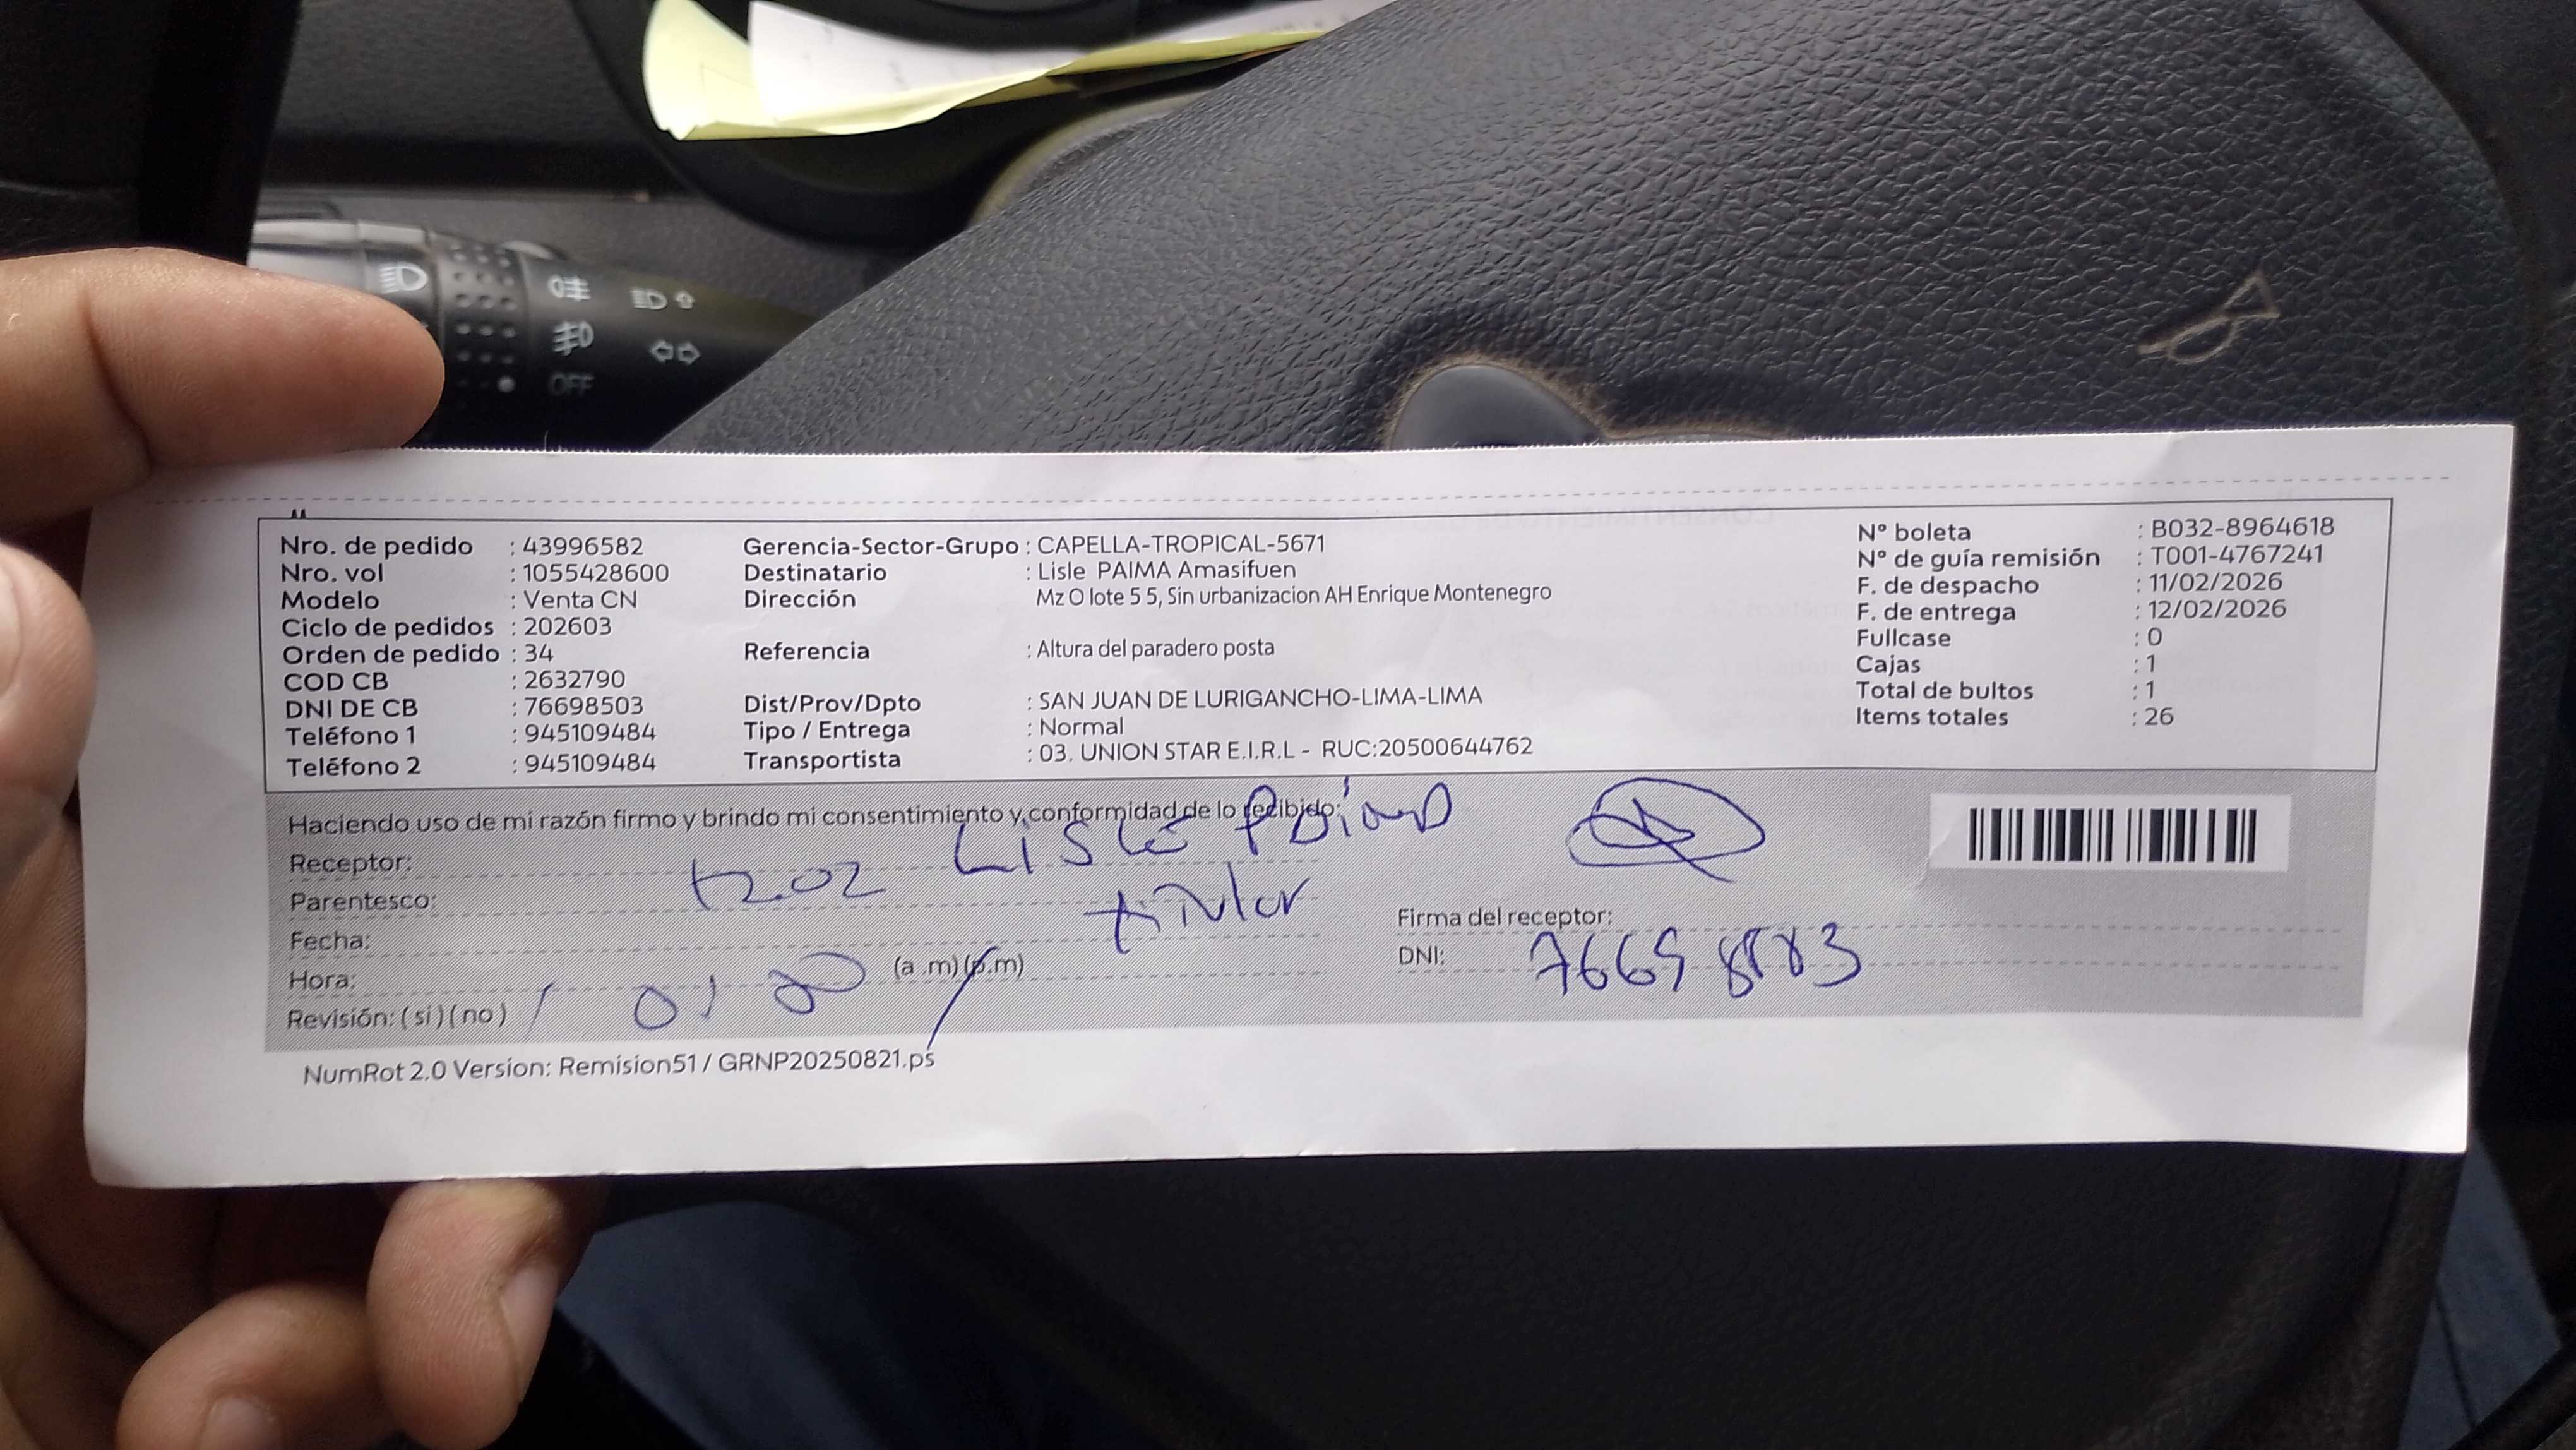 OFF
Nro. de pedido : 43996582
Nro. vol : 1055428600
Modelo : Venta CN
Ciclo de pedidos : 202603
Orden de pedido : 34
COD CB : 2632790
DNI DE CB : 76698503
Teléfono 1 : 945109484
Teléfono 2 : 945109484
Gerencia-Sector-Grupo : CAPELLA-TROPICAL-5671
Destinatario : Lisle PAIMA Amasifuen
Dirección Mz O lote 5 5, Sin urbanizacion AH Enrique Montenegro
Referencia : Altura del paradero posta
Dist/Prov/Dpto : SAN JUAN DE LURIGANCHO-LIMA-LIMA
Tipo / Entrega : Normal
Transportista : 03. UNION STAR E.I.R.L - RUC:20500644762
N° boleta : B032-8964618
N° de guía remisión : T001-4767241
F. de despacho : 11/02/2026
F. de entrega : 12/02/2026
Fullcase : 0
Cajas : 1
Total de bultos : 1
Items totales : 26
Haciendo uso de mi razón firmo y brindo mi consentimiento y conformidad de lo recibido:
Receptor: Lisle
Parentesco:
Fecha:
Hora: (a .m) (p.m)
Revisión: ( si ) ( no )
Firma del receptor:
DNI:
NumRot 2.0 Version: Remision51 / GRNP20250821.ps